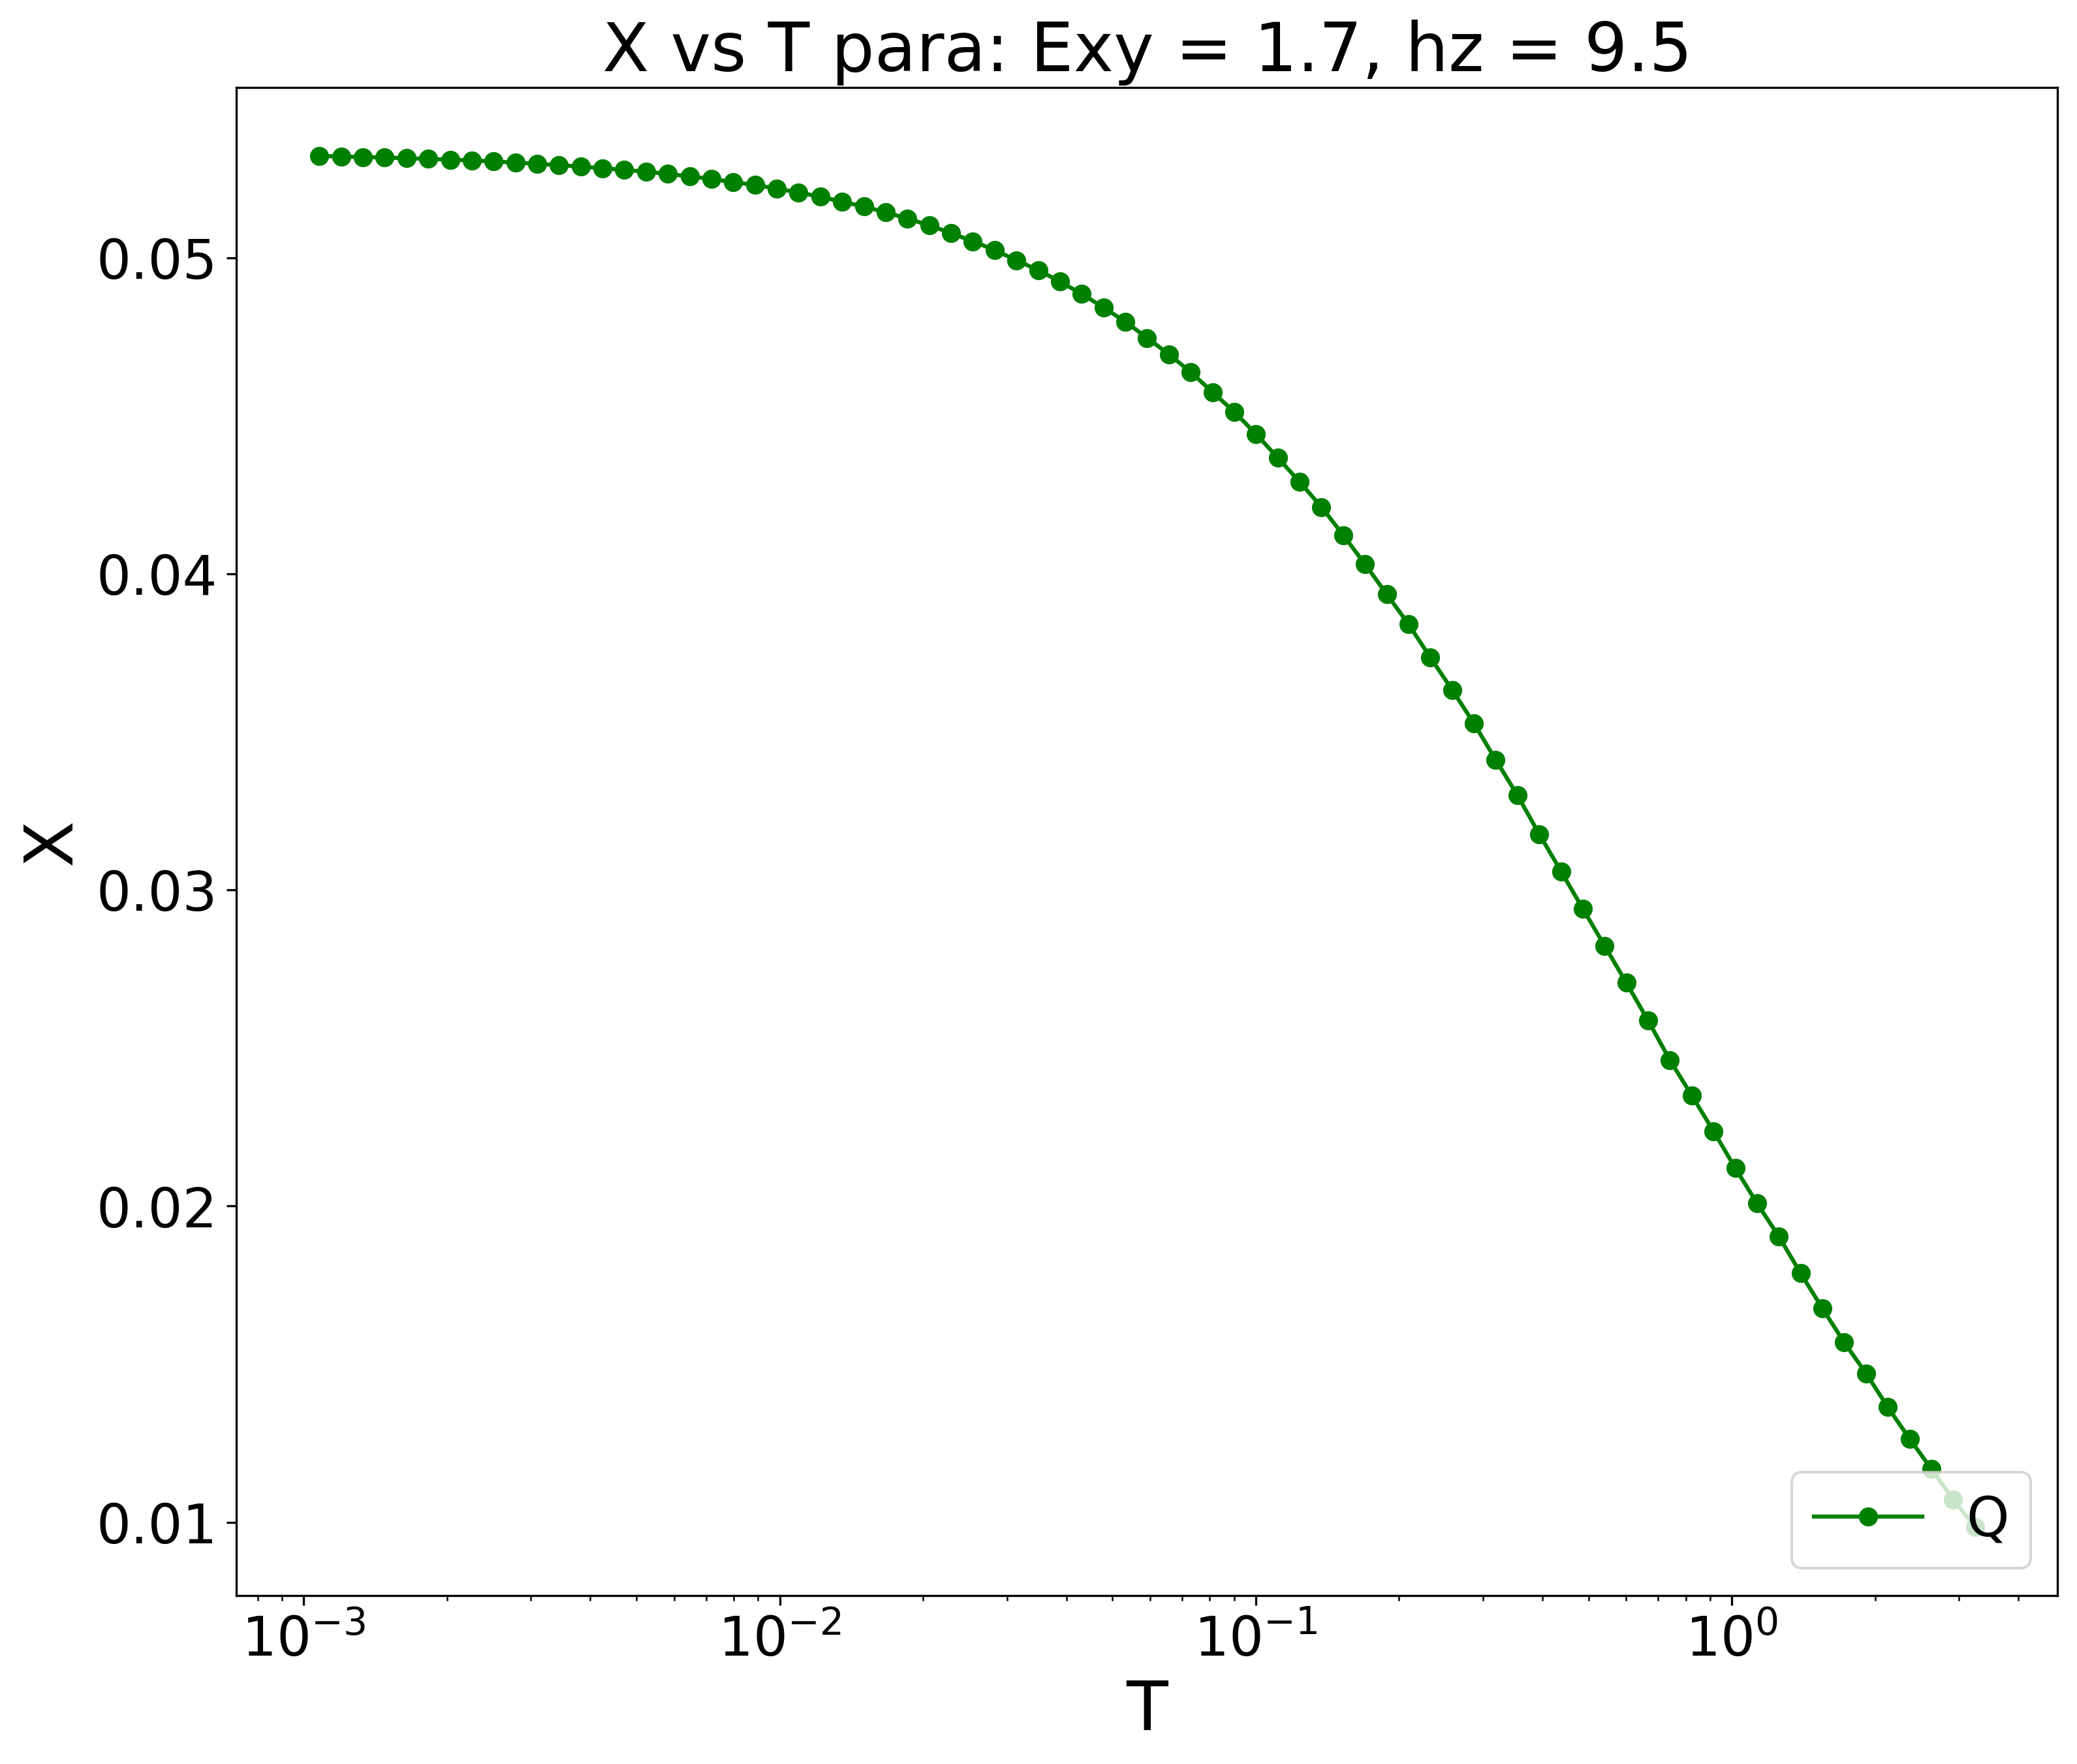 X vs T para: Exy = 1.7, hz = 9.5
X
0.05
0.04
0.03
0.02
0.01
Q
10⁻³ 10⁻² 10⁻¹ 10⁰
T